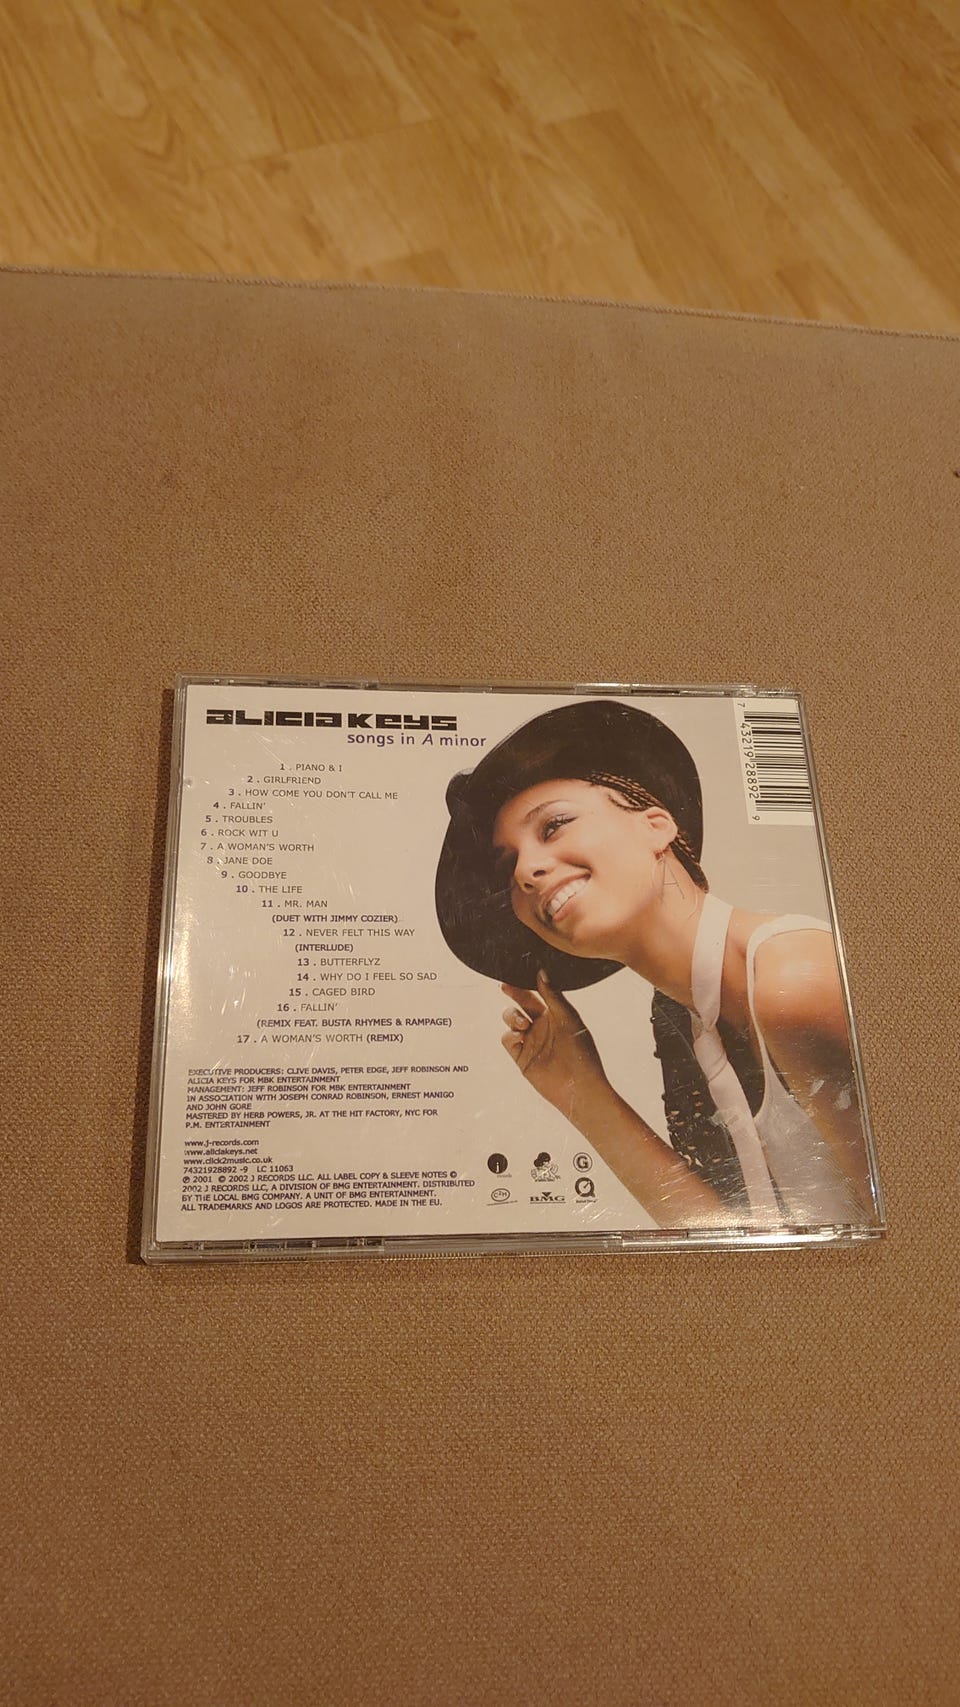 ALICIA KEYS
songs in A minor
1 . PIANO & I
2 . GIRLFRIEND
3 . HOW COME YOU DON'T CALL ME
4 . FALLIN'
5 . TROUBLES
6 . ROCK WIT U
7 . A WOMAN'S WORTH
8 . JANE DOE
9 . GOODBYE
10 . THE LIFE
11 . MR. MAN
(DUET WITH JIMMY COZIER)
12 . NEVER FELT THIS WAY
(INTERLUDE)
13 . BUTTERFLYZ
14 . WHY DO I FEEL SO SAD
15 . CAGED BIRD
16 . FALLIN'
(REMIX FEAT. BUSTA RHYMES & RAMPAGE)
17 . A WOMAN'S WORTH (REMIX)
EXECUTIVE PRODUCERS: CLIVE DAVIS, PETER EDGE, JEFF ROBINSON AND
ALICIA KEYS FOR MBK ENTERTAINMENT
MANAGEMENT: JEFF ROBINSON FOR MBK ENTERTAINMENT
IN ASSOCIATION WITH JOSEPH CONRAD ROBINSON, ERNEST MANIGO
AND JOHN GORE
MASTERED BY HERB POWERS, JR. AT THE HIT FACTORY, NYC FOR
P.M. ENTERTAINMENT
www.j-records.com
www.aliciakeys.net
www.click2music.co.uk
74321928892 -9 LC 11063
℗ 2001 © 2002 J RECORDS LLC. ALL LABEL COPY & SLEEVE NOTES ©
2002 J RECORDS LLC, A DIVISION OF BMG ENTERTAINMENT. DISTRIBUTED
BY THE LOCAL BMG COMPANY. A UNIT OF BMG ENTERTAINMENT.
ALL TRADEMARKS AND LOGOS ARE PROTECTED. MADE IN THE EU.
j
G
C2M
BMG
7 43219 28892 9